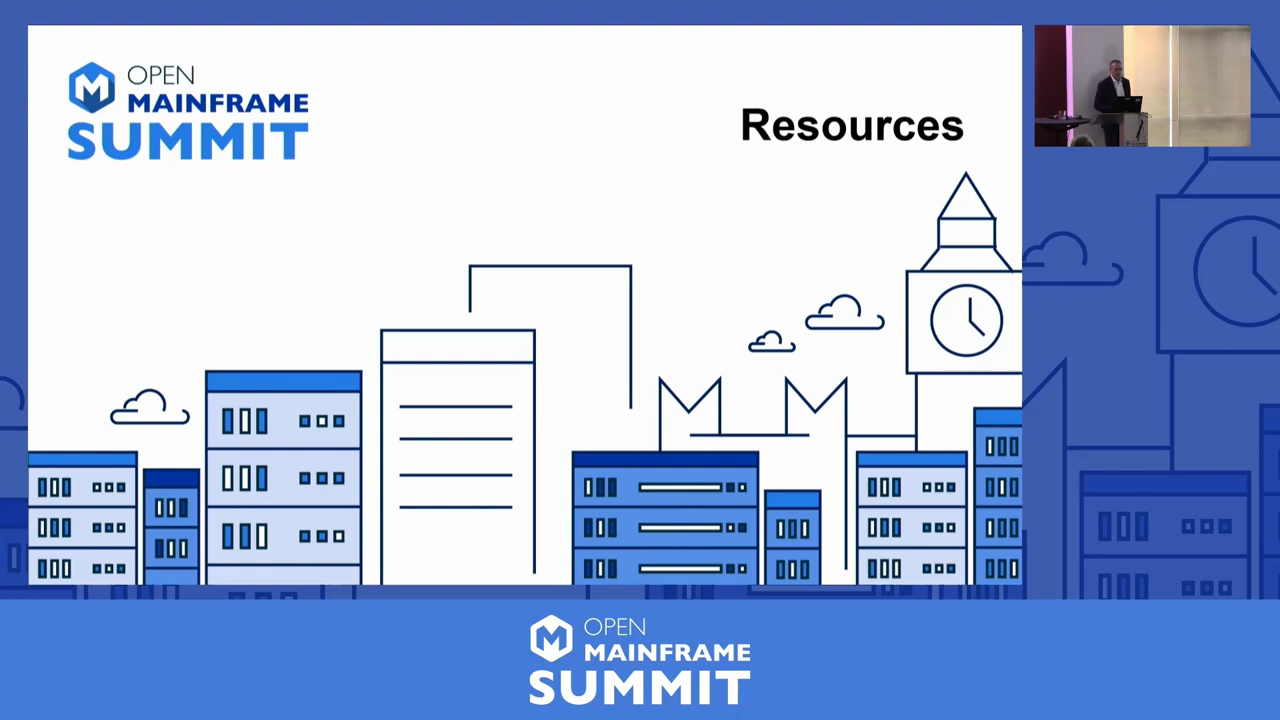 OPEN
MAINFRAME
SUMMIT
Resources
OPEN
MAINFRAME
SUMMIT